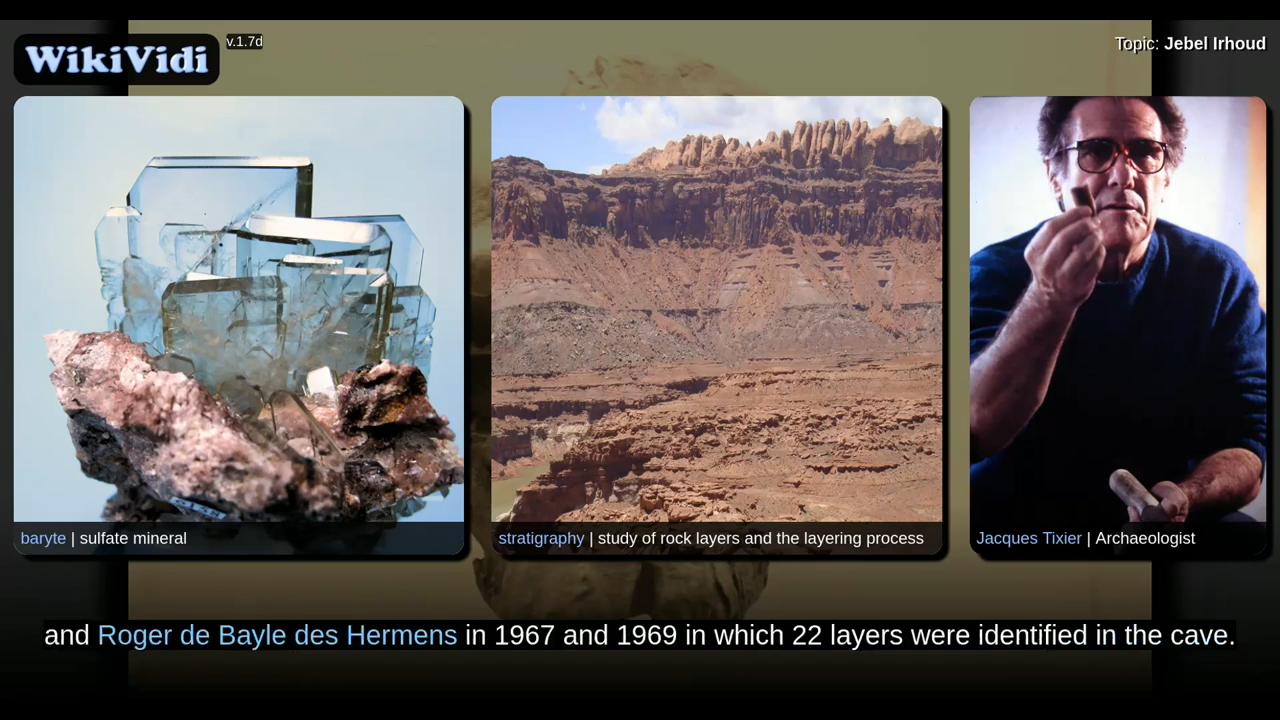 WikiVidi
v.1.7d
Topic: Jebel Irhoud
baryte | sulfate mineral
stratigraphy | study of rock layers and the layering process
Jacques Tixier | Archaeologist
and Roger de Bayle des Hermens in 1967 and 1969 in which 22 layers were identified in the cave.